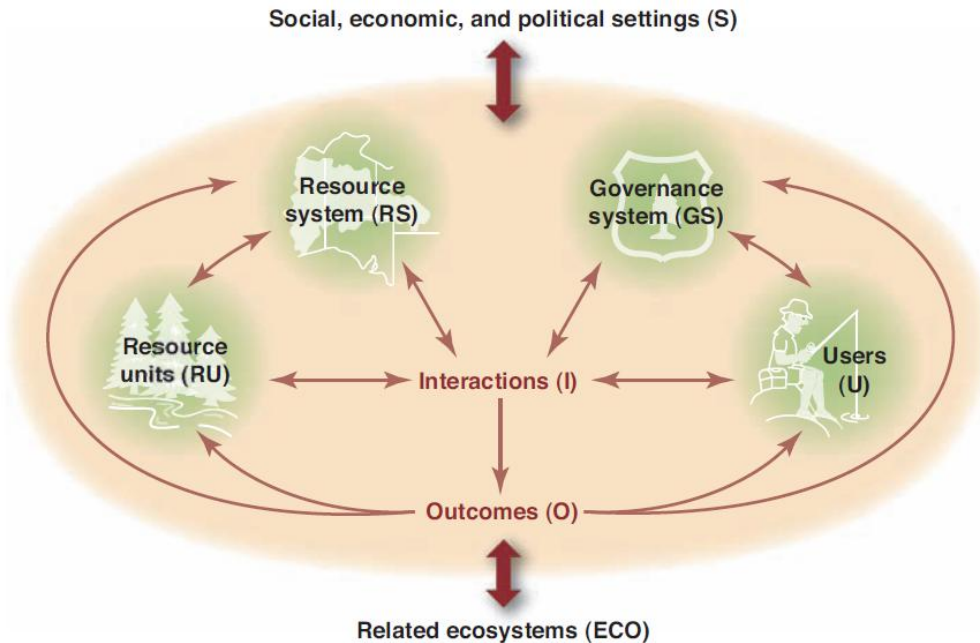 Social, economic, and political settings (S)
Resource
system (RS)
Governance
system (GS)
Resource
units (RU)
Interactions (I)
Users
(U)
Outcomes (O)
Related ecosystems (ECO)